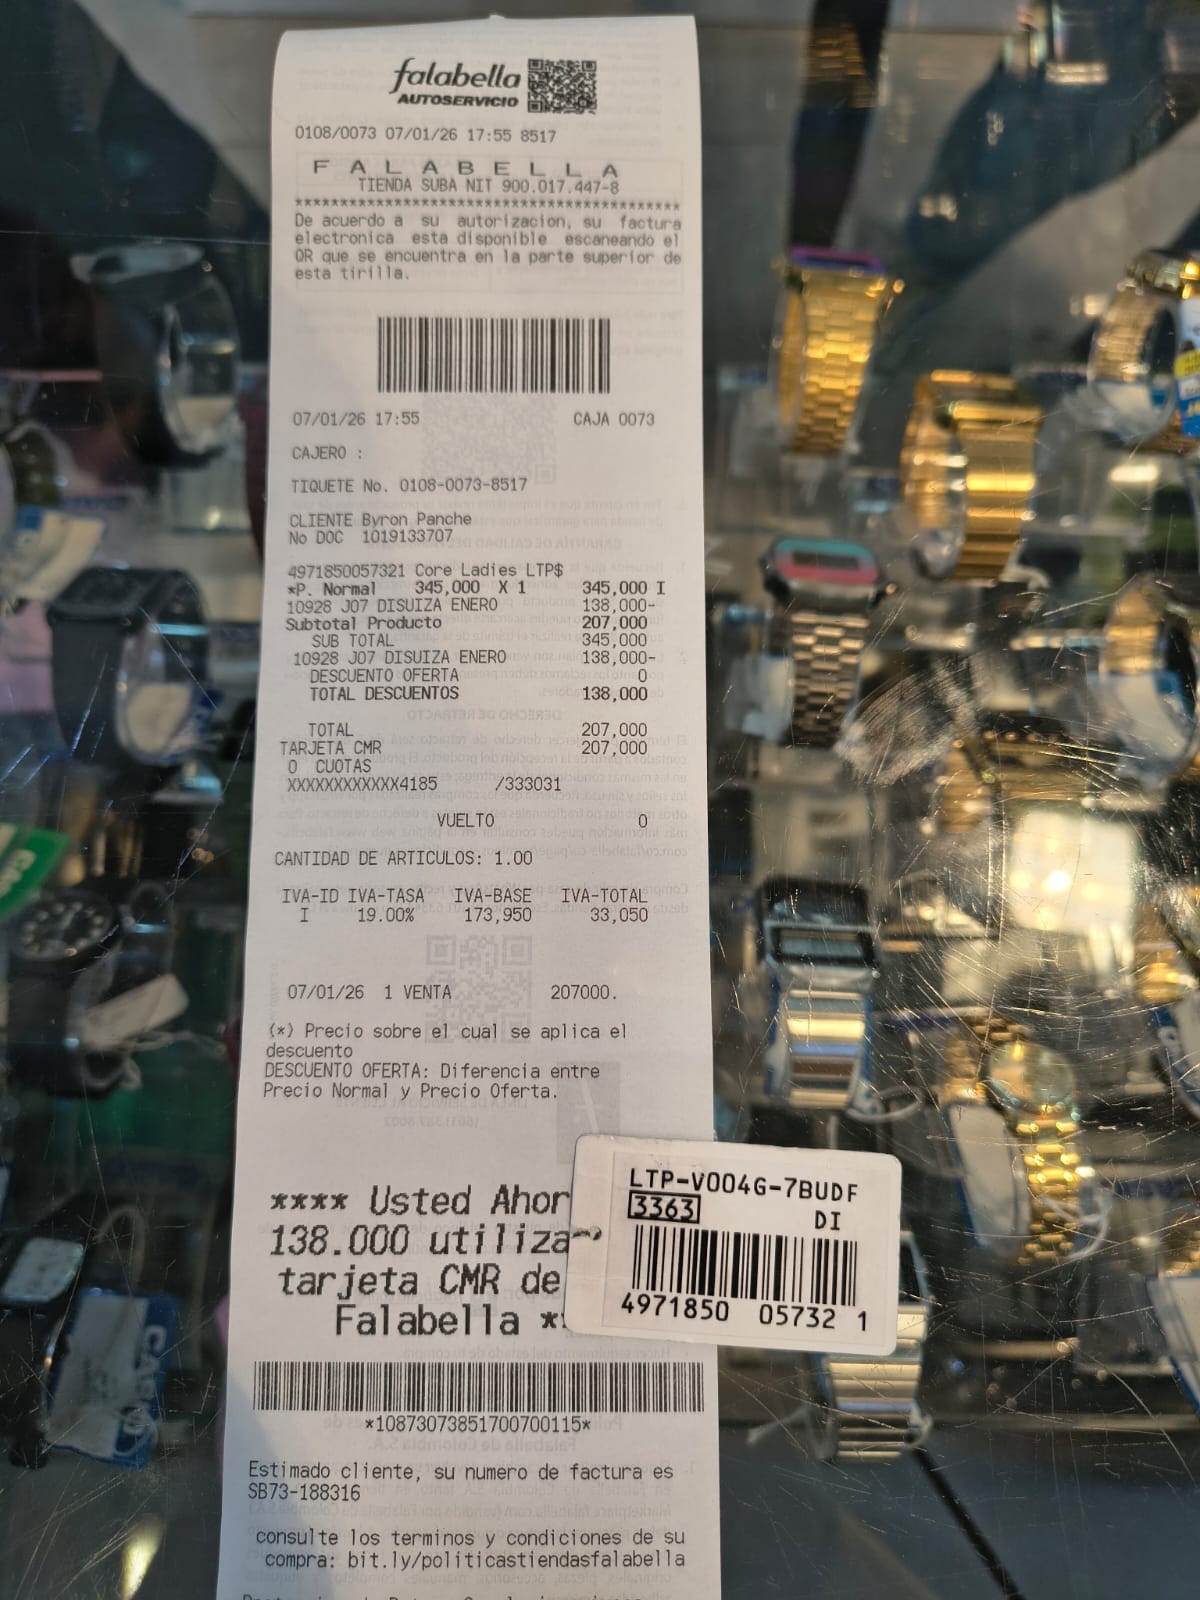 falabella
AUTOSERVICIO
0108/0073 07/01/26 17:55 8517
F A L A B E L L A
TIENDA SUBA NIT 900.017.447-8
******************************************
De acuerdo a su autorizacion, su factura
electronica esta disponible escaneando el
QR que se encuentra en la parte superior de
esta tirilla.
07/01/26 17:55 CAJA 0073
CAJERO :
TIQUETE No. 0108-0073-8517
CLIENTE Byron Panche
No DOC 1019133707
4971850057321 Core Ladies LTP$
*P. Normal 345,000 X 1 345,000 I
10928 J07 DISUIZA ENERO 138,000-
Subtotal Producto 207,000
SUB TOTAL 345,000
10928 J07 DISUIZA ENERO 138,000-
DESCUENTO OFERTA 0
TOTAL DESCUENTOS 138,000
TOTAL 207,000
TARJETA CMR 207,000
0 CUOTAS
XXXXXXXXXXXX4185 /333031
VUELTO 0
CANTIDAD DE ARTICULOS: 1.00
IVA-ID IVA-TASA IVA-BASE IVA-TOTAL
I 19.00% 173,950 33,050
07/01/26 1 VENTA 207000.
(*) Precio sobre el cual se aplica el
descuento
DESCUENTO OFERTA: Diferencia entre
Precio Normal y Precio Oferta.
**** Usted Ahor
138.000 utiliza
tarjeta CMR de
Falabella *
LTP-V004G-7BUDF
3363 DI
4971850 05732 1
*10873073851700700115*
Estimado cliente, su numero de factura es
SB73-188316
consulte los terminos y condiciones de su
compra: bit.ly/politicastiendasfalabella